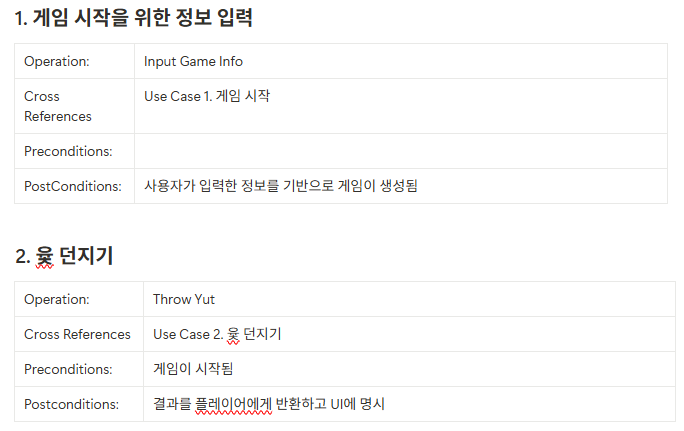 1. 게임 시작을 위한 정보 입력
Operation: Input Game Info
Cross References Use Case 1. 게임 시작
Preconditions:
PostConditions: 사용자가 입력한 정보를 기반으로 게임이 생성됨
2. 윷 던지기
Operation: Throw Yut
Cross References Use Case 2. 윷 던지기
Preconditions: 게임이 시작됨
Postconditions: 결과를 플레이어에게 반환하고 UI에 명시